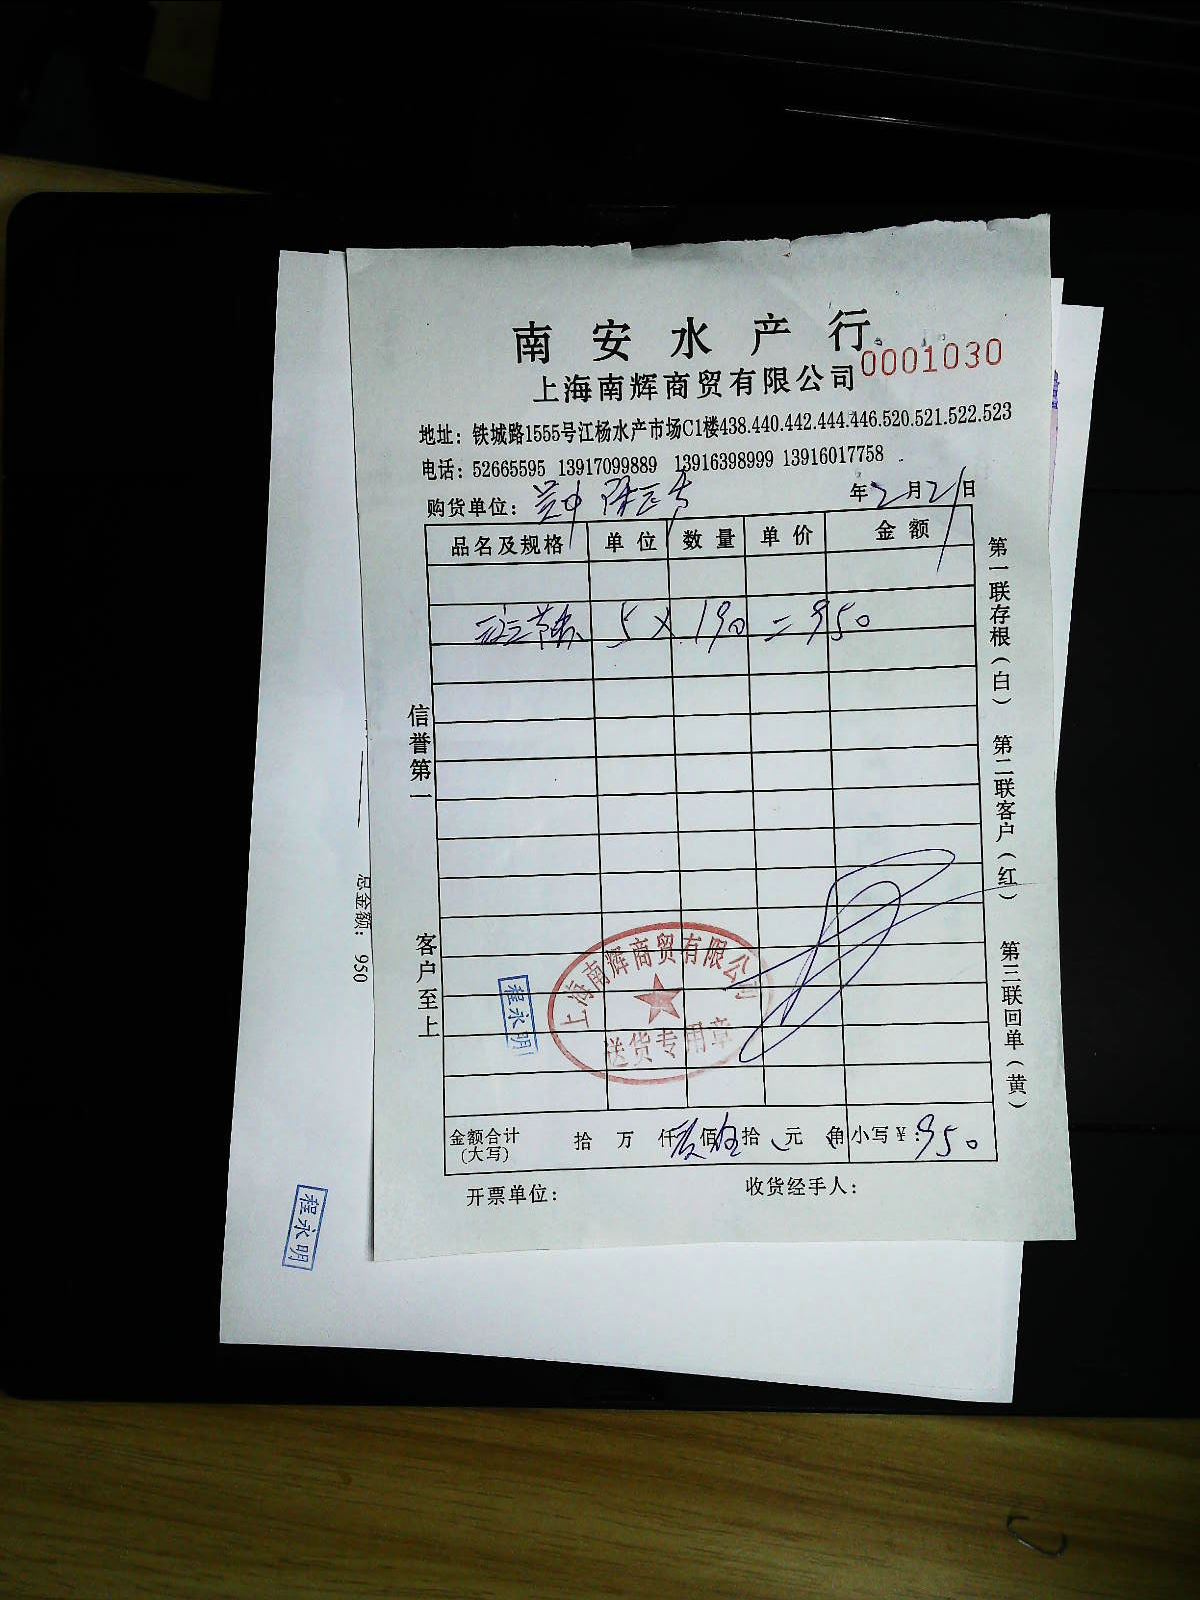 南安水产行
0001030
上海南辉商贸有限公司
地址：铁城路1555号江杨水产市场C1楼438.440.442.444.446.520.521.522.523
电话：52665595 13917099889 13916398999 13916017758
购货单位：
年2月21日
品名及规格 单位 数量 单价 金额
5 × 190 = 950
信誉第一 客户至上
第一联存根（白） 第二联客户（红） 第三联回单（黄）
总金额：950
上海南辉商贸有限公司
送货专用章
程永明
金额合计（大写） 拾 万 仟 佰 伍拾 元 角 小写￥：950
开票单位： 收货经手人：
程永明